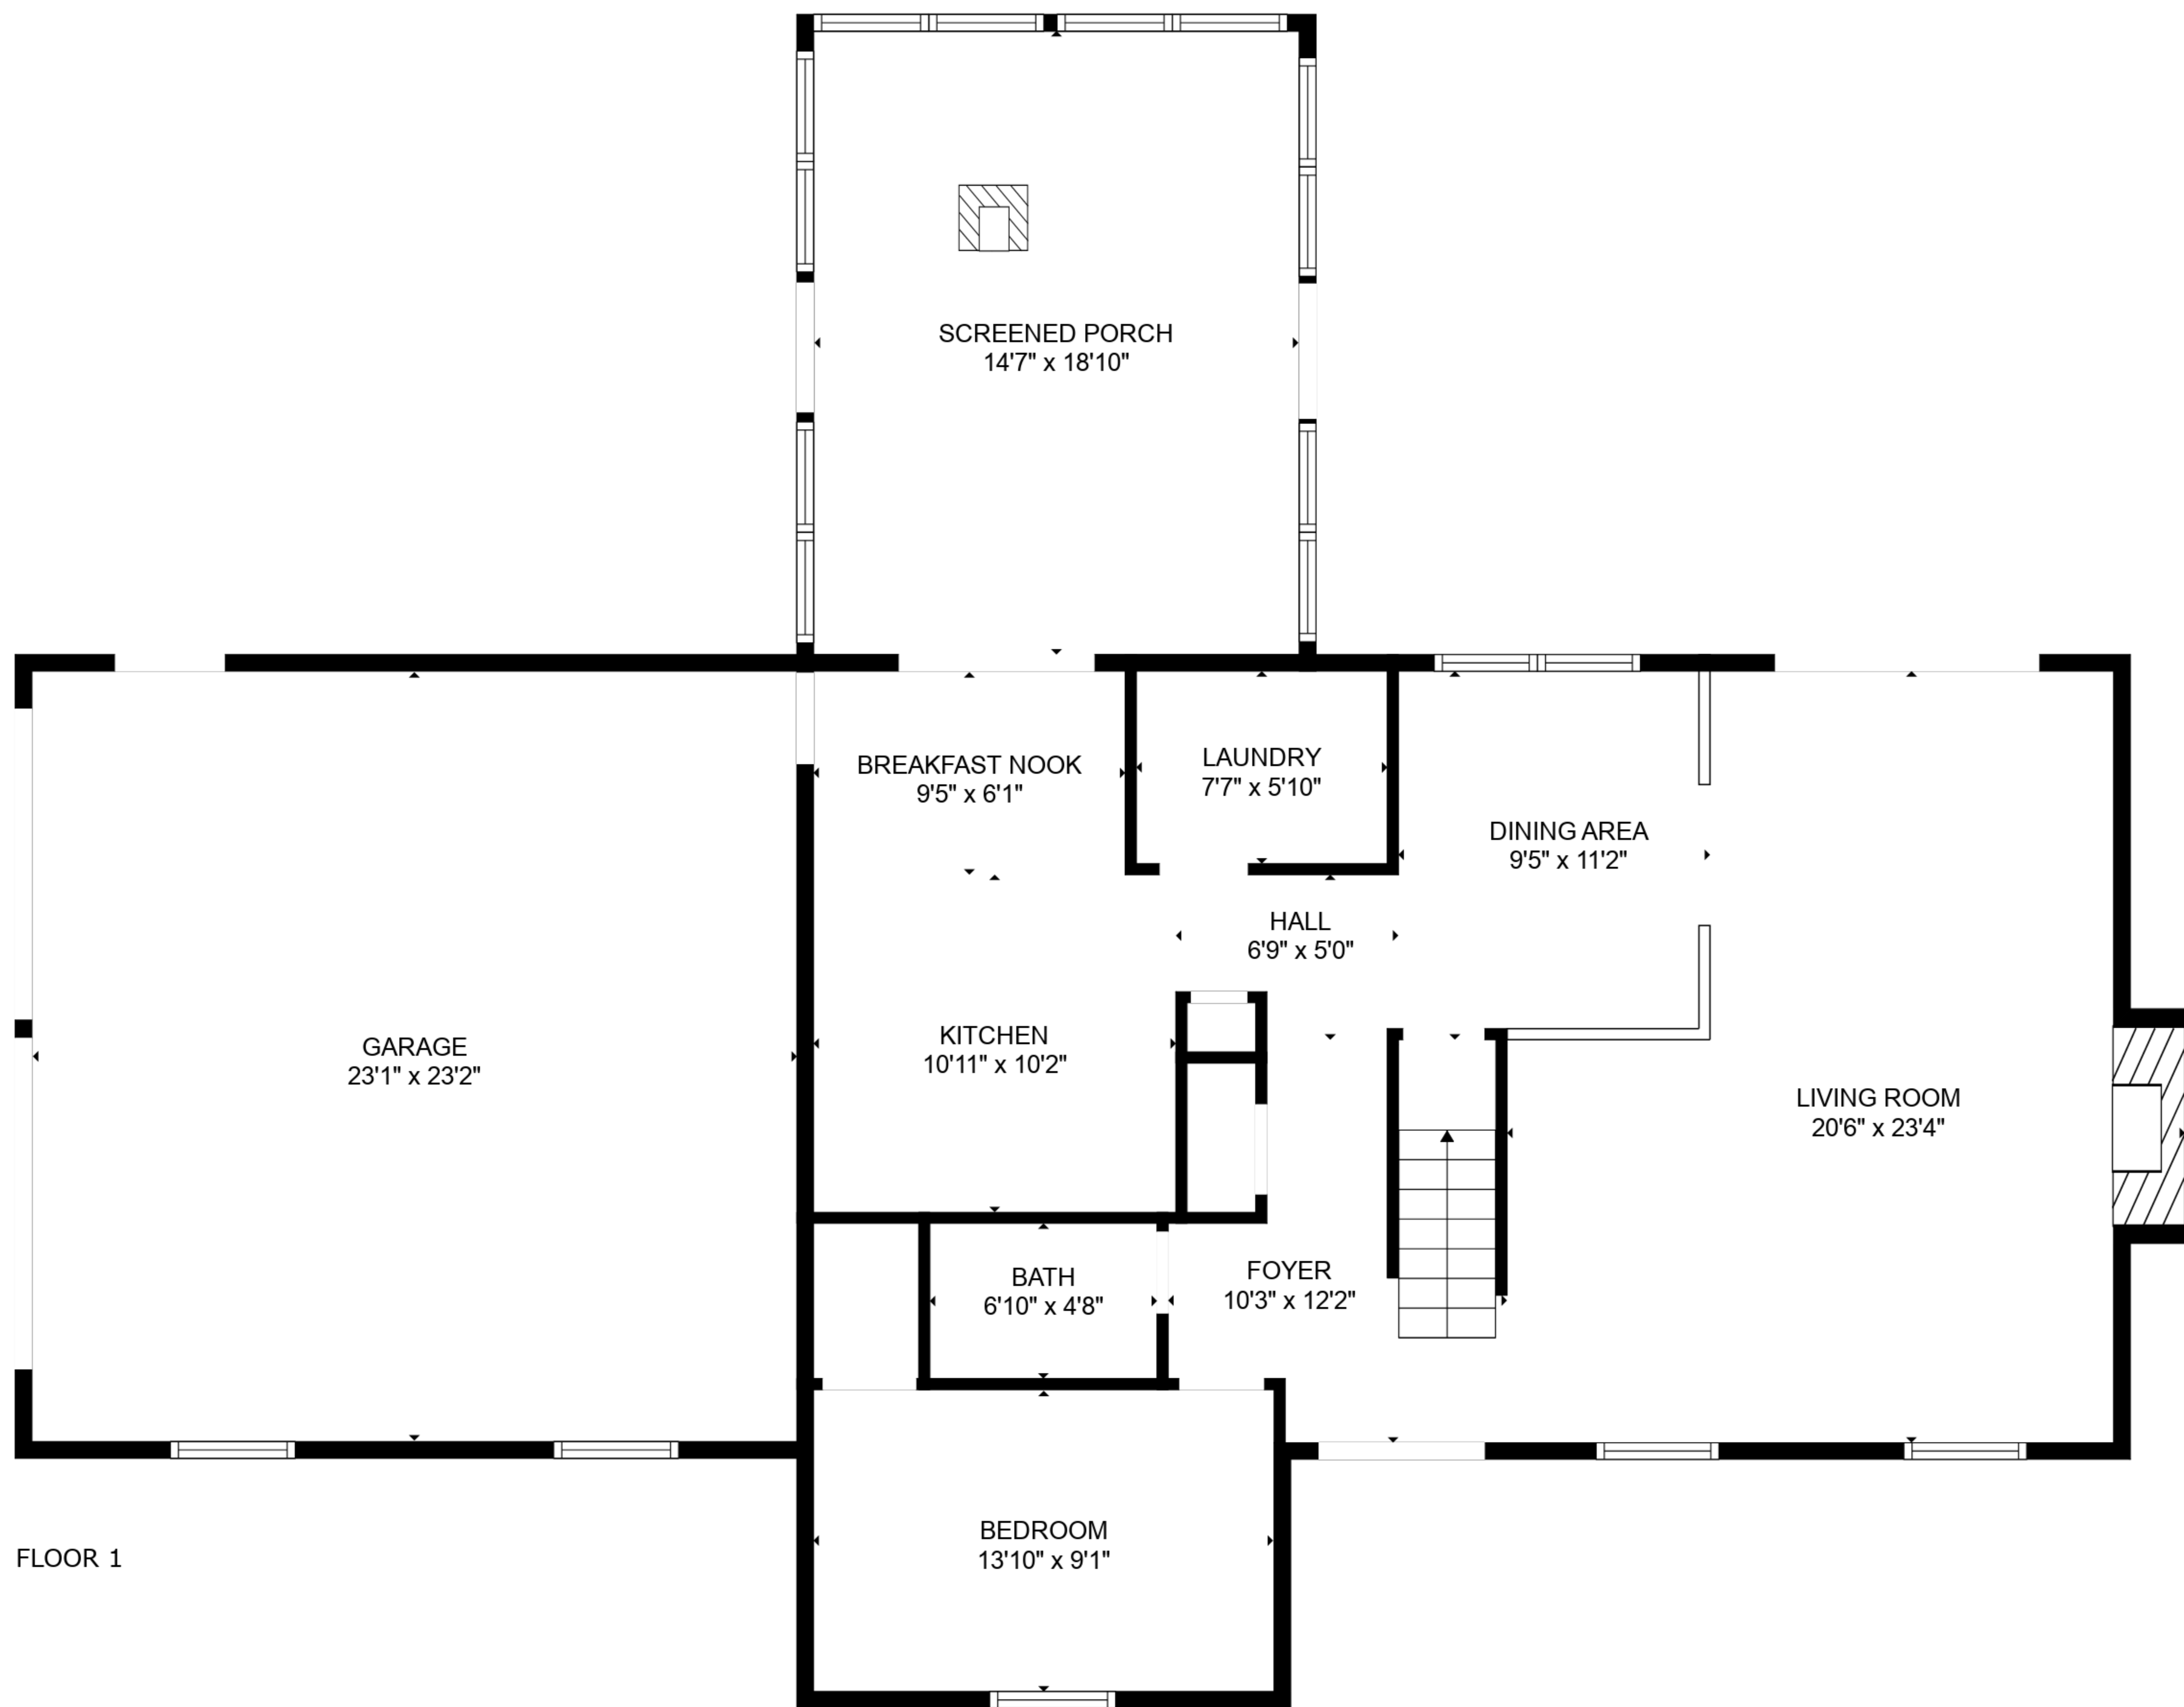 SCREENED PORCH
14'7" x 18'10"
BREAKFAST NOOK
9'5" x 6'1"
LAUNDRY
7'7" x 5'10"
DINING AREA
9'5" x 11'2"
HALL
6'9" x 5'0"
GARAGE
23'1" x 23'2"
KITCHEN
10'11" x 10'2"
LIVING ROOM
20'6" x 23'4"
BATH
6'10" x 4'8"
FOYER
10'3" x 12'2"
BEDROOM
13'10" x 9'1"
FLOOR 1